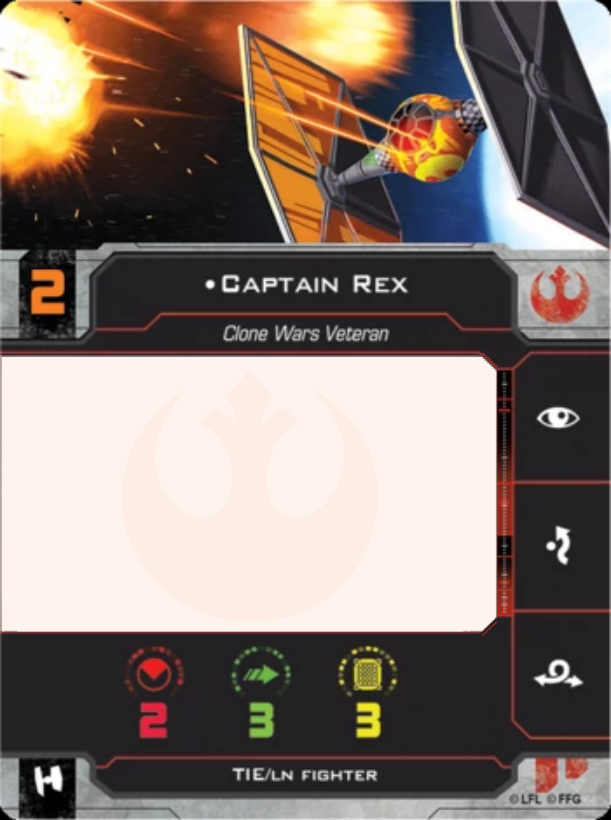 2
•CAPTAIN REX
Clone Wars Veteran
2 3 3
TIE/LN FIGHTER
©LFL ©FFG